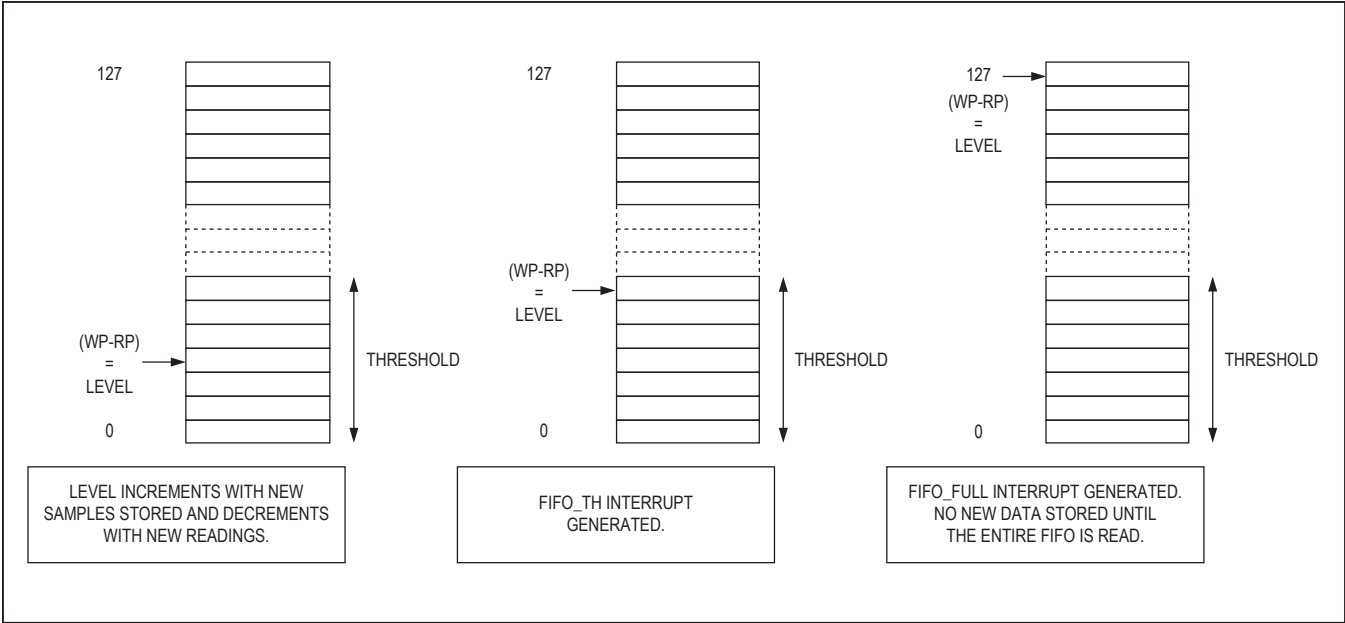 127
(WP-RP)
=
LEVEL
0
THRESHOLD
LEVEL INCREMENTS WITH NEW
SAMPLES STORED AND DECREMENTS
WITH NEW READINGS.
127
(WP-RP)
=
LEVEL
0
THRESHOLD
FIFO_TH INTERRUPT
GENERATED.
127
(WP-RP)
=
LEVEL
0
THRESHOLD
FIFO_FULL INTERRUPT GENERATED.
NO NEW DATA STORED UNTIL
THE ENTIRE FIFO IS READ.